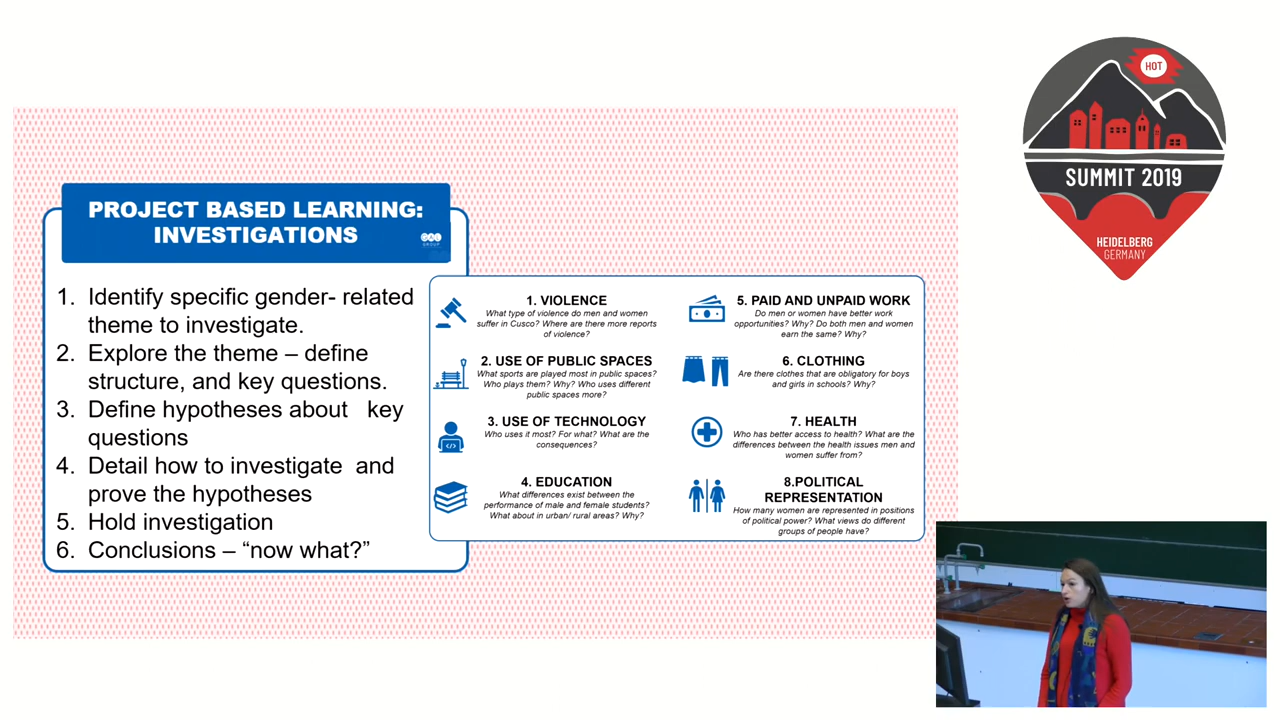 PROJECT BASED LEARNING:
INVESTIGATIONS
GROUP
1. Identify specific gender- related
theme to investigate.
2. Explore the theme – define
structure, and key questions.
3. Define hypotheses about key
questions
4. Detail how to investigate and
prove the hypotheses
5. Hold investigation
6. Conclusions – “now what?”
1. VIOLENCE
What type of violence do men and women
suffer in Cusco? Where are there more reports
of violence?
2. USE OF PUBLIC SPACES
What sports are played most in public spaces?
Who plays them? Why? Who uses different
public spaces more?
3. USE OF TECHNOLOGY
Who uses it most? For what? What are the
consequences?
4. EDUCATION
What differences exist between the
performance of male and female students?
What about in urban/ rural areas? Why?
5. PAID AND UNPAID WORK
Do men or women have better work
opportunities? Why? Do both men and women
earn the same? Why?
6. CLOTHING
Are there clothes that are obligatory for boys
and girls in schools? Why?
7. HEALTH
Who has better access to health? What are the
differences between the health issues men and
women suffer from?
8.POLITICAL
REPRESENTATION
How many women are represented in positions
of political power? What views do different
groups of people have?
HOT
SUMMIT 2019
HEIDELBERG
GERMANY